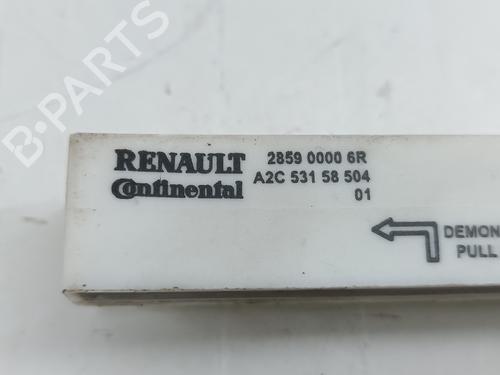 RENAULT 2859 0000 6R
Continental A2C 531 58 504
01
DEMON
PULL
B-PARTS